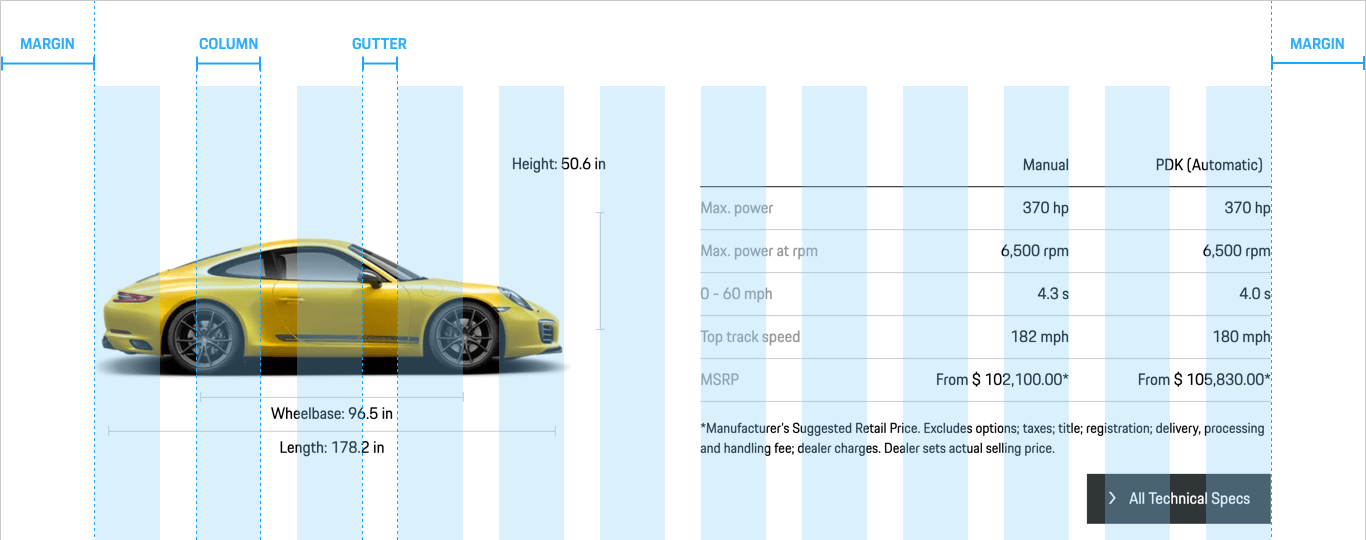 MARGIN COLUMN GUTTER MARGIN
Height: 50.6 in
Manual PDK (Automatic)
Max. power 370 hp 370 hp
Max. power at rpm 6,500 rpm 6,500 rpm
0 - 60 mph 4.3 s 4.0 s
Top track speed 182 mph 180 mph
MSRP From $ 102,100.00* From $ 105,830.00*
Wheelbase: 96.5 in
Length: 178.2 in
*Manufacturer's Suggested Retail Price. Excludes options; taxes; title; registration; delivery, processing
and handling fee; dealer charges. Dealer sets actual selling price.
All Technical Specs